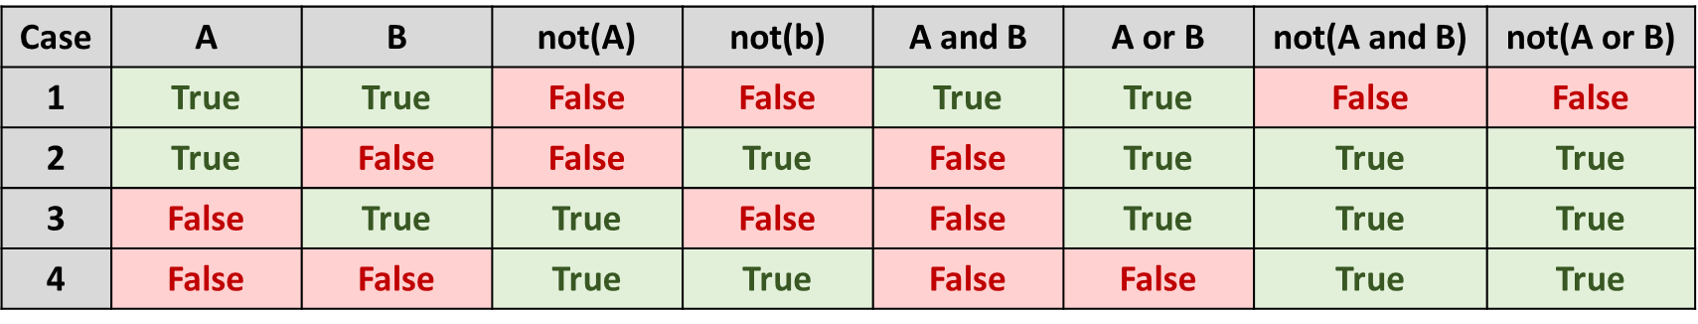 Case A B not(A) not(b) A and B A or B not(A and B) not(A or B)
1 True True False False True True False False
2 True False False True False True True True
3 False True True False False True True True
4 False False True True False False True True